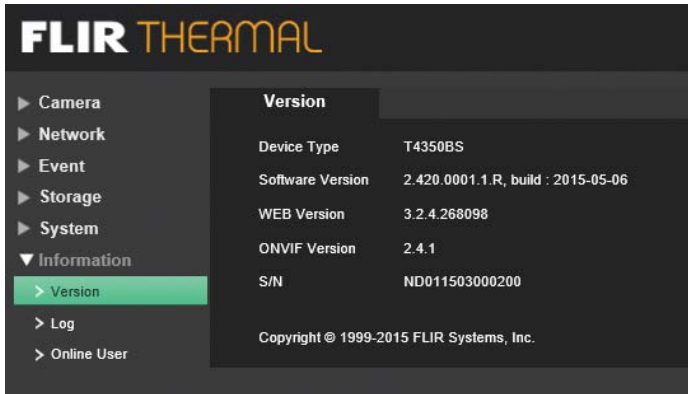 FLIR THERMAL
Camera
Network
Event
Storage
System
Information
Version
Log
Online User
Version
Device Type T4350BS
Software Version 2.420.0001.1.R, build : 2015-05-06
WEB Version 3.2.4.268098
ONVIF Version 2.4.1
S/N ND011503000200
Copyright © 1999-2015 FLIR Systems, Inc.